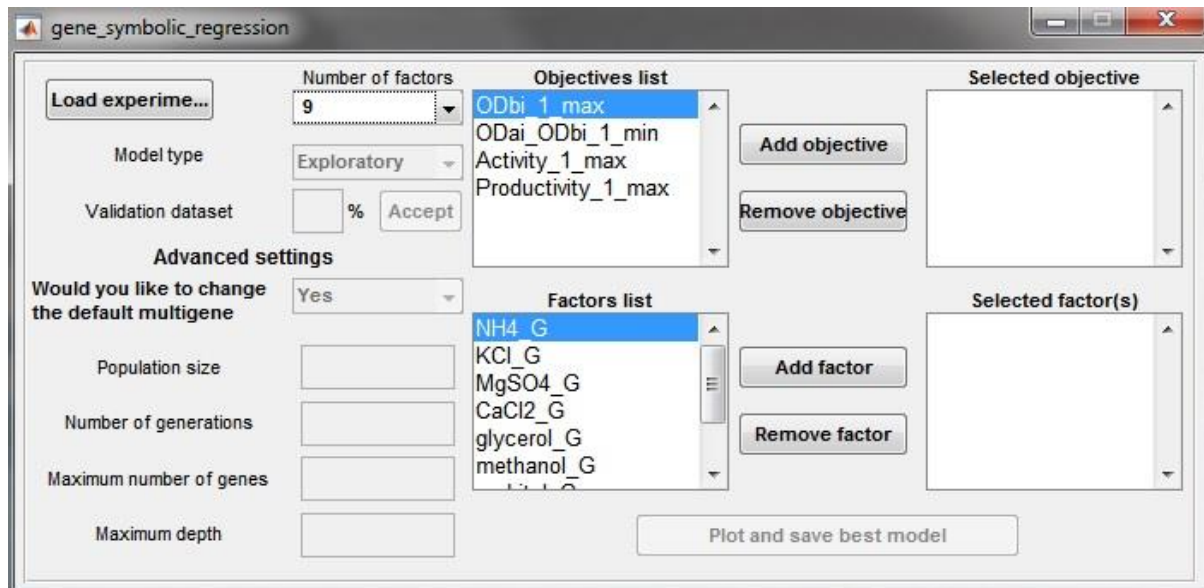 gene_symbolic_regression
Load experime...
Number of factors
9
Model type
Exploratory
Validation dataset
%
Accept
Advanced settings
Would you like to change
the default multigene
Yes
Population size
Number of generations
Maximum number of genes
Maximum depth
Objectives list
ODbi_1_max
ODai_ODbi_1_min
Activity_1_max
Productivity_1_max
Add objective
Remove objective
Selected objective
Factors list
NH4_G
KCl_G
MgSO4_G
CaCl2_G
glycerol_G
methanol_G
Add factor
Remove factor
Selected factor(s)
Plot and save best model